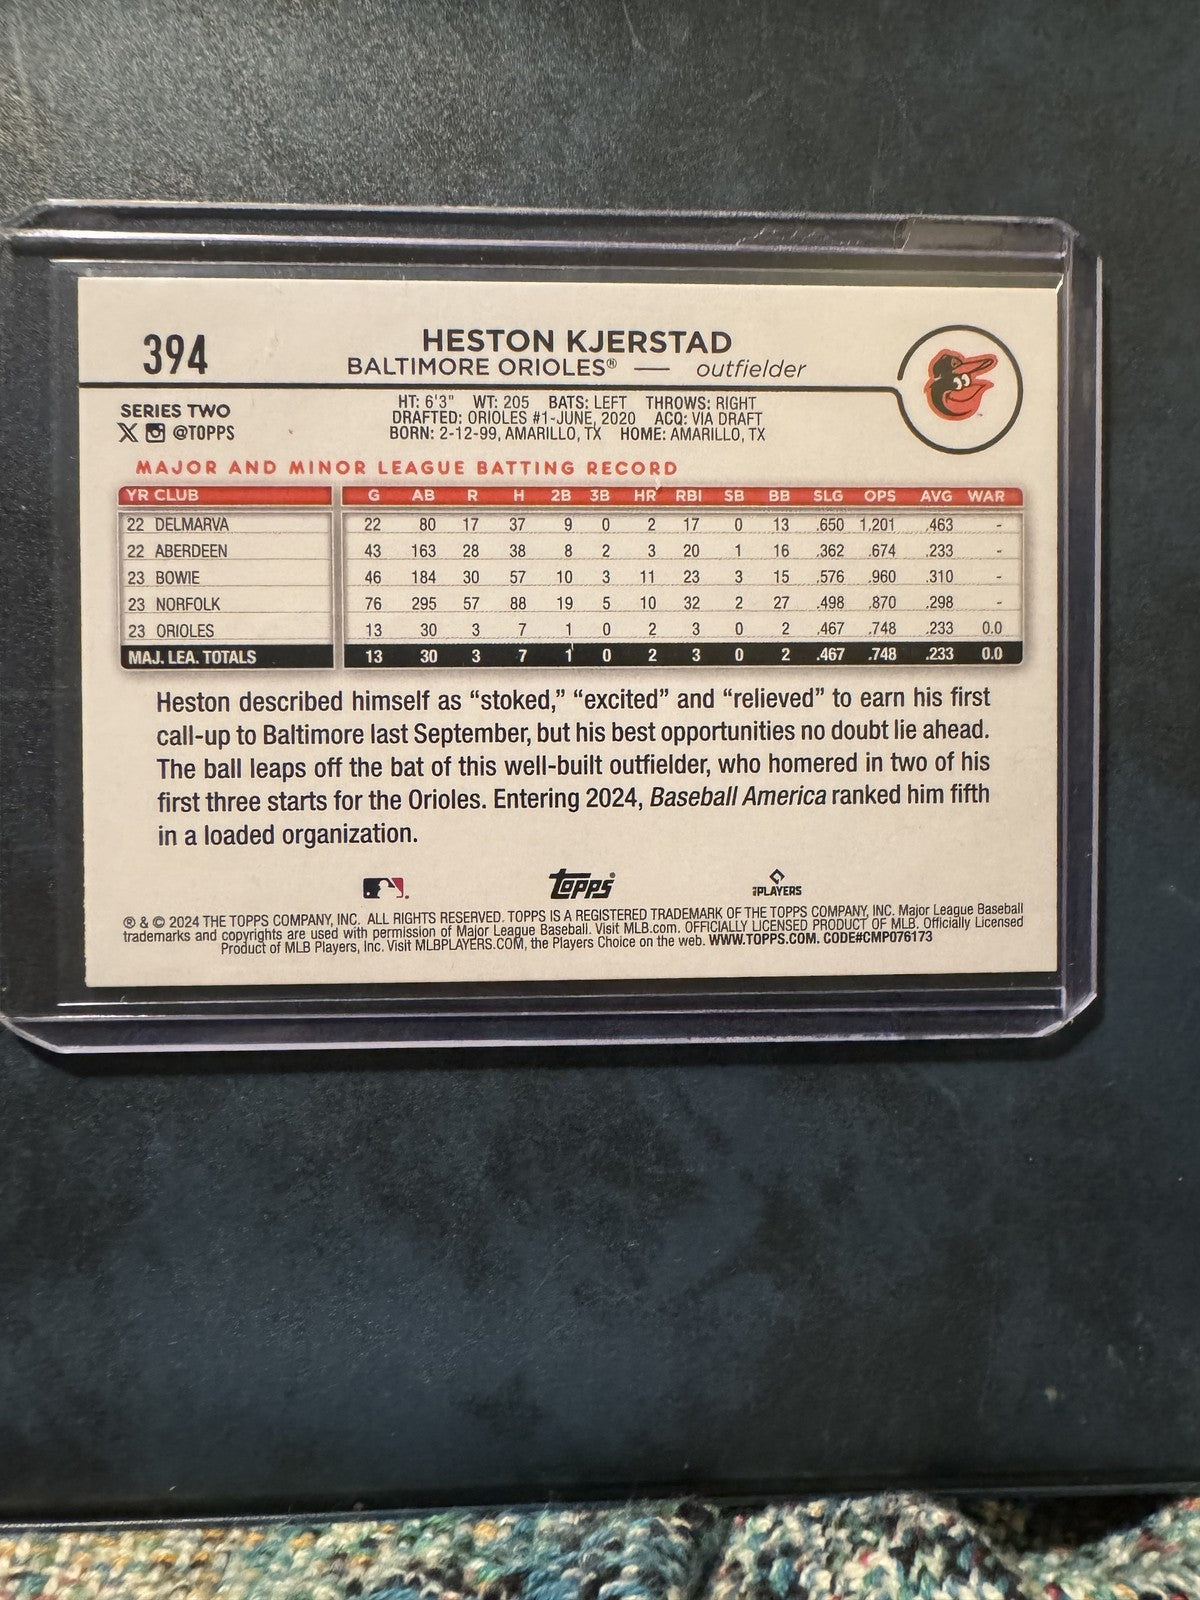 394
HESTON KJERSTAD
BALTIMORE ORIOLES® — outfielder
SERIES TWO
@TOPPS
HT: 6'3" WT: 205 BATS: LEFT THROWS: RIGHT
DRAFTED: ORIOLES #1-JUNE, 2020 ACQ: VIA DRAFT
BORN: 2-12-99, AMARILLO, TX HOME: AMARILLO, TX
MAJOR AND MINOR LEAGUE BATTING RECORD
YR CLUB G AB R H 2B 3B HR RBI SB BB SLG OPS AVG WAR
22 DELMARVA 22 80 17 37 9 0 2 17 0 13 .650 1.201 .463 -
22 ABERDEEN 43 163 28 38 8 2 3 20 1 16 .362 .674 .233 -
23 BOWIE 46 184 30 57 10 3 11 23 3 15 .576 .960 .310 -
23 NORFOLK 76 295 57 88 19 5 10 32 2 27 .498 .870 .298 -
23 ORIOLES 13 30 3 7 1 0 2 3 0 2 .467 .748 .233 0.0
MAJ. LEA. TOTALS 13 30 3 7 1 0 2 3 0 2 .467 .748 .233 0.0
Heston described himself as “stoked,” “excited” and “relieved” to earn his first
call-up to Baltimore last September, but his best opportunities no doubt lie ahead.
The ball leaps off the bat of this well-built outfielder, who homered in two of his
first three starts for the Orioles. Entering 2024, Baseball America ranked him fifth
in a loaded organization.
Topps
PLAYERS
® & © 2024 THE TOPPS COMPANY, INC. ALL RIGHTS RESERVED. TOPPS IS A REGISTERED TRADEMARK OF THE TOPPS COMPANY, INC. Major League Baseball
trademarks and copyrights are used with permission of Major League Baseball. Visit MLB.com. OFFICIALLY LICENSED PRODUCT OF MLB. Officially Licensed
Product of MLB Players, Inc. Visit MLBPLAYERS.COM, the Players Choice on the web. WWW.TOPPS.COM. CODE#CMP076173